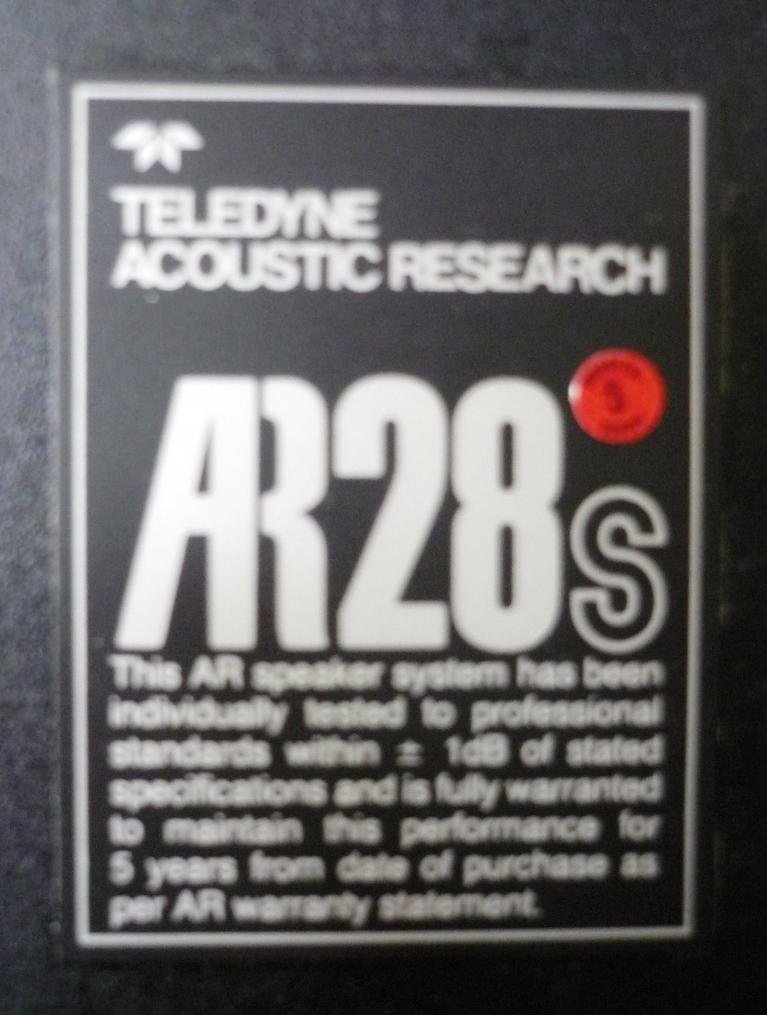 TELEDYNE
ACOUSTIC RESEARCH
AR28s
This AR speaker system has been
individually tested to professional
standards within ± 1dB of stated
specifications and is fully warranted
to maintain this performance for
5 years from date of purchase as
per AR warranty statement.